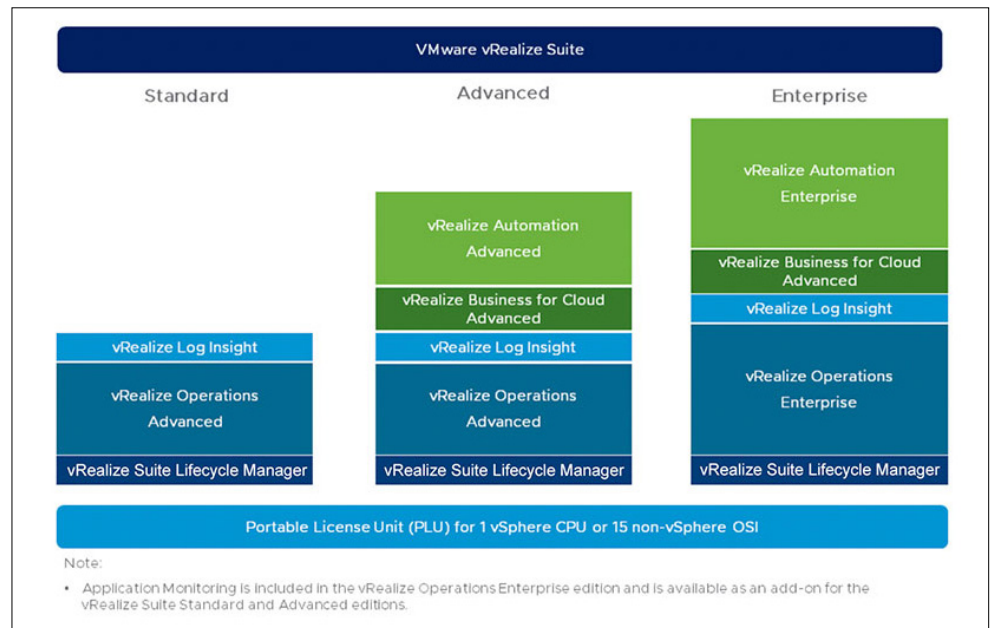 VMware vRealize Suite
Standard
Advanced
Enterprise
vRealize Log Insight
vRealize Operations
Advanced
vRealize Suite Lifecycle Manager
vRealize Automation
Advanced
vRealize Business for Cloud
Advanced
vRealize Log Insight
vRealize Operations
Advanced
vRealize Suite Lifecycle Manager
vRealize Automation
Enterprise
vRealize Business for Cloud
Advanced
vRealize Log Insight
vRealize Operations
Enterprise
vRealize Suite Lifecycle Manager
Portable License Unit (PLU) for 1 vSphere CPU or 15 non-vSphere OSI
Note:
• Application Monitoring is included in the vRealize Operations Enterprise edition and is available as an add-on for the
vRealize Suite Standard and Advanced editions.